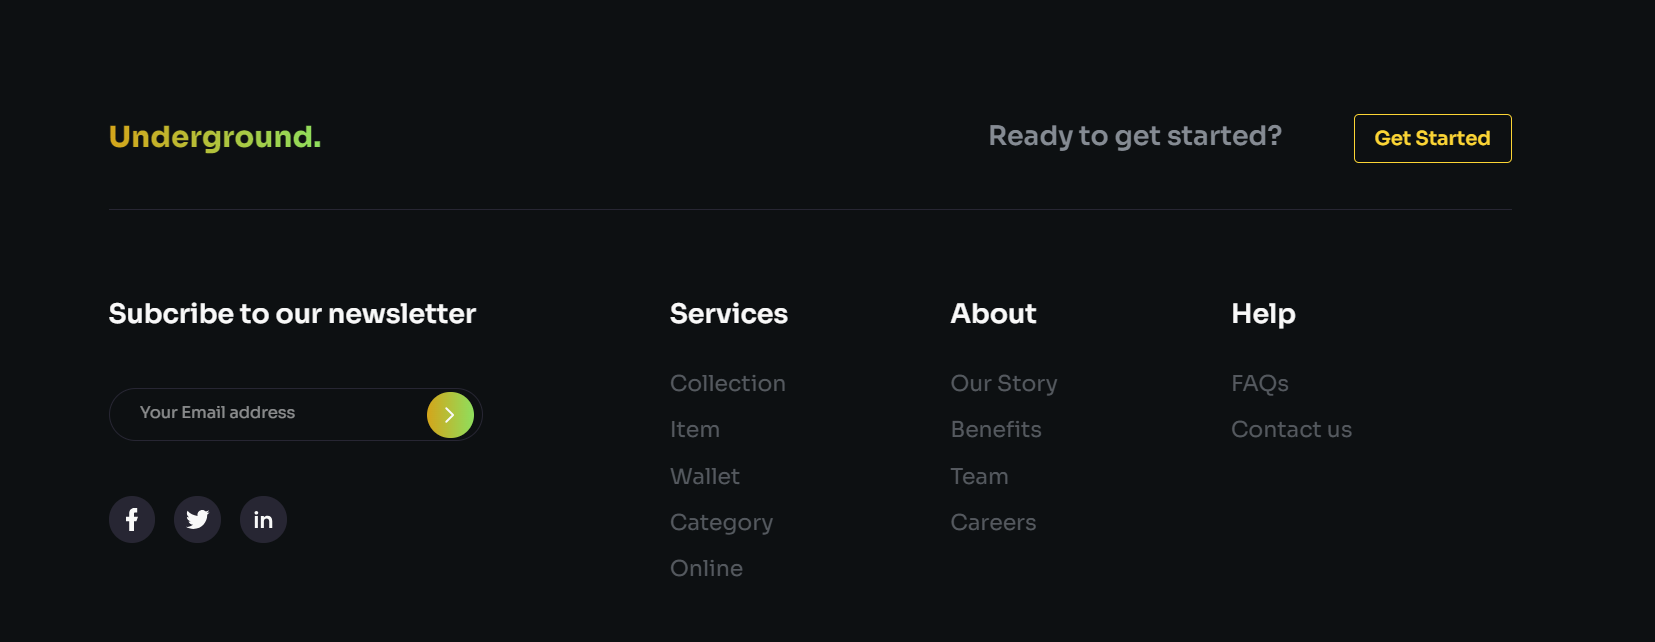 Underground.
Ready to get started?
Get Started
Subcribe to our newsletter
Your Email address
Services
Collection
Item
Wallet
Category
Online
About
Our Story
Benefits
Team
Careers
Help
FAQs
Contact us